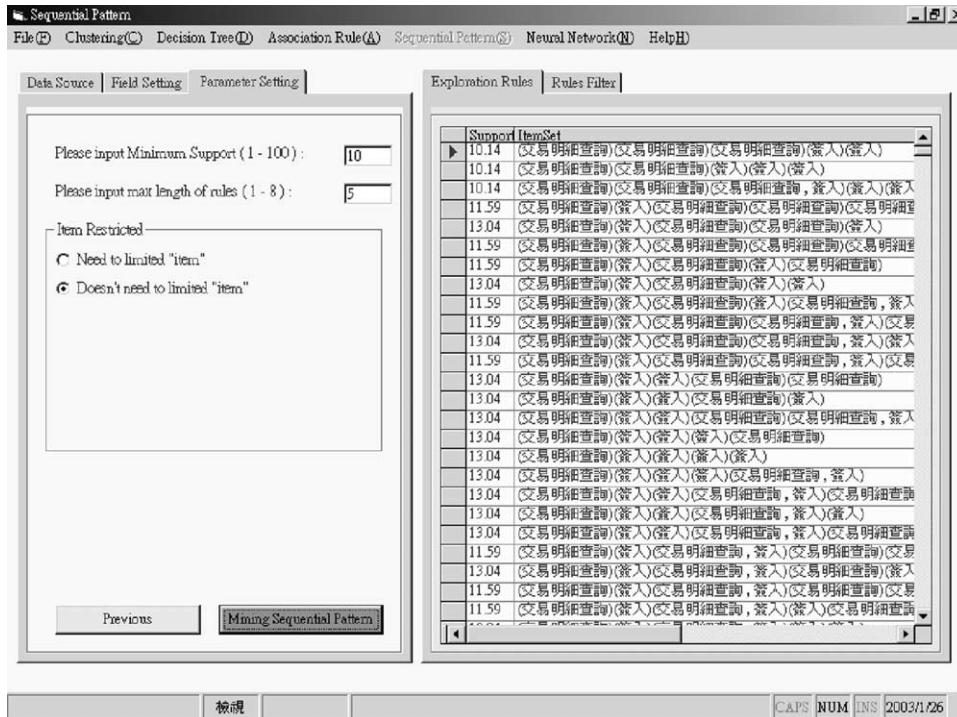 Sequential Pattern
File(F) Clustering(C) Decision Tree(D) Association Rule(A) Sequential Pattern(S) Neural Network(N) HelpH)
Data Source Field Setting Parameter Setting
Please input Minimum Support ( 1 - 100 ) : 10
Please input max length of rules ( 1 - 8 ) : 5
Item Restricted
Need to limited "item"
Doesn't need to limited "item"
Previous Mining Sequential Pattern
Exploration Rules Rules Filter
Support ItemSet
10.14 (交易明細查詢)(交易明細查詢)(交易明細查詢)(簽入)(簽入)
10.14 (交易明細查詢)(交易明細查詢)(簽入)(簽入)(簽入)
10.14 (交易明細查詢)(交易明細查詢)(交易明細查詢 , 簽入)(簽入)(簽入
11.59 (交易明細查詢)(簽入)(交易明細查詢)(交易明細查詢)(交易明細查
13.04 (交易明細查詢)(簽入)(交易明細查詢)(交易明細查詢)(簽入)
11.59 (交易明細查詢)(簽入)(交易明細查詢)(交易明細查詢)(交易明細查
11.59 (交易明細查詢)(簽入)(交易明細查詢)(簽入)(交易明細查詢)
13.04 (交易明細查詢)(簽入)(交易明細查詢)(簽入)(簽入)
11.59 (交易明細查詢)(簽入)(交易明細查詢)(簽入)(交易明細查詢 , 簽入
11.59 (交易明細查詢)(簽入)(交易明細查詢)(交易明細查詢 , 簽入)(交易
13.04 (交易明細查詢)(簽入)(交易明細查詢)(交易明細查詢 , 簽入)(簽入
11.59 (交易明細查詢)(簽入)(交易明細查詢)(交易明細查詢 , 簽入)(交易
13.04 (交易明細查詢)(簽入)(簽入)(交易明細查詢)(交易明細查詢)
13.04 (交易明細查詢)(簽入)(簽入)(交易明細查詢)(簽入)
13.04 (交易明細查詢)(簽入)(簽入)(交易明細查詢)(交易明細查詢 , 簽入
13.04 (交易明細查詢)(簽入)(簽入)(簽入)(交易明細查詢)
13.04 (交易明細查詢)(簽入)(簽入)(簽入)(簽入)
13.04 (交易明細查詢)(簽入)(簽入)(簽入)(交易明細查詢 , 簽入)
13.04 (交易明細查詢)(簽入)(簽入)(交易明細查詢 , 簽入)(交易明細查詢
13.04 (交易明細查詢)(簽入)(簽入)(交易明細查詢 , 簽入)(簽入)
13.04 (交易明細查詢)(簽入)(簽入)(交易明細查詢 , 簽入)(交易明細查詢
11.59 (交易明細查詢)(簽入)(交易明細查詢 , 簽入)(交易明細查詢)(交易
13.04 (交易明細查詢)(簽入)(交易明細查詢 , 簽入)(交易明細查詢)(簽入
11.59 (交易明細查詢)(簽入)(交易明細查詢 , 簽入)(交易明細查詢)(交易
11.59 (交易明細查詢)(簽入)(交易明細查詢 , 簽入)(簽入)(交易明細查詢
檢視 CAPS NUM INS 2003/1/26